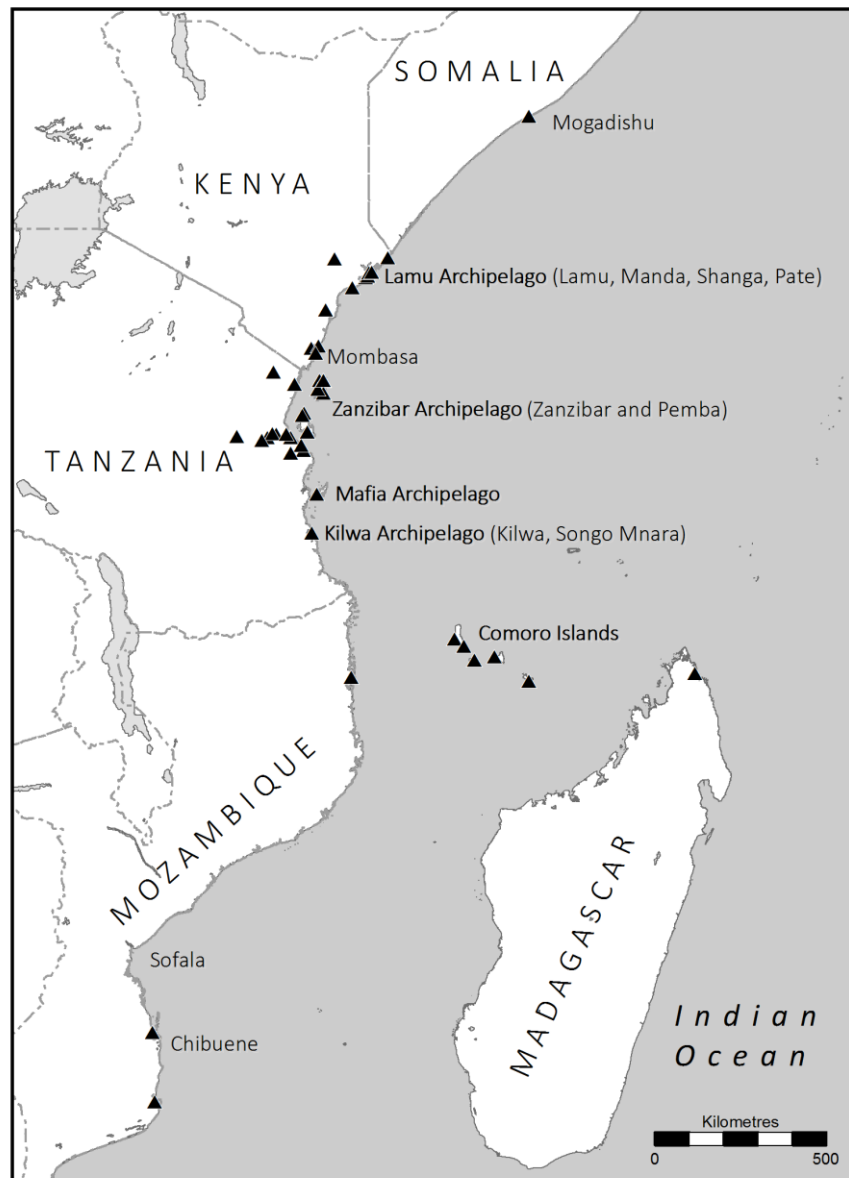 SOMALIA
Mogadishu
KENYA
Lamu Archipelago (Lamu, Manda, Shanga, Pate)
Mombasa
Zanzibar Archipelago (Zanzibar and Pemba)
TANZANIA
Mafia Archipelago
Kilwa Archipelago (Kilwa, Songo Mnara)
Comoro Islands
MOZAMBIQUE
MADAGASCAR
Sofala
Chibuene
Indian
Ocean
Kilometres
0 500